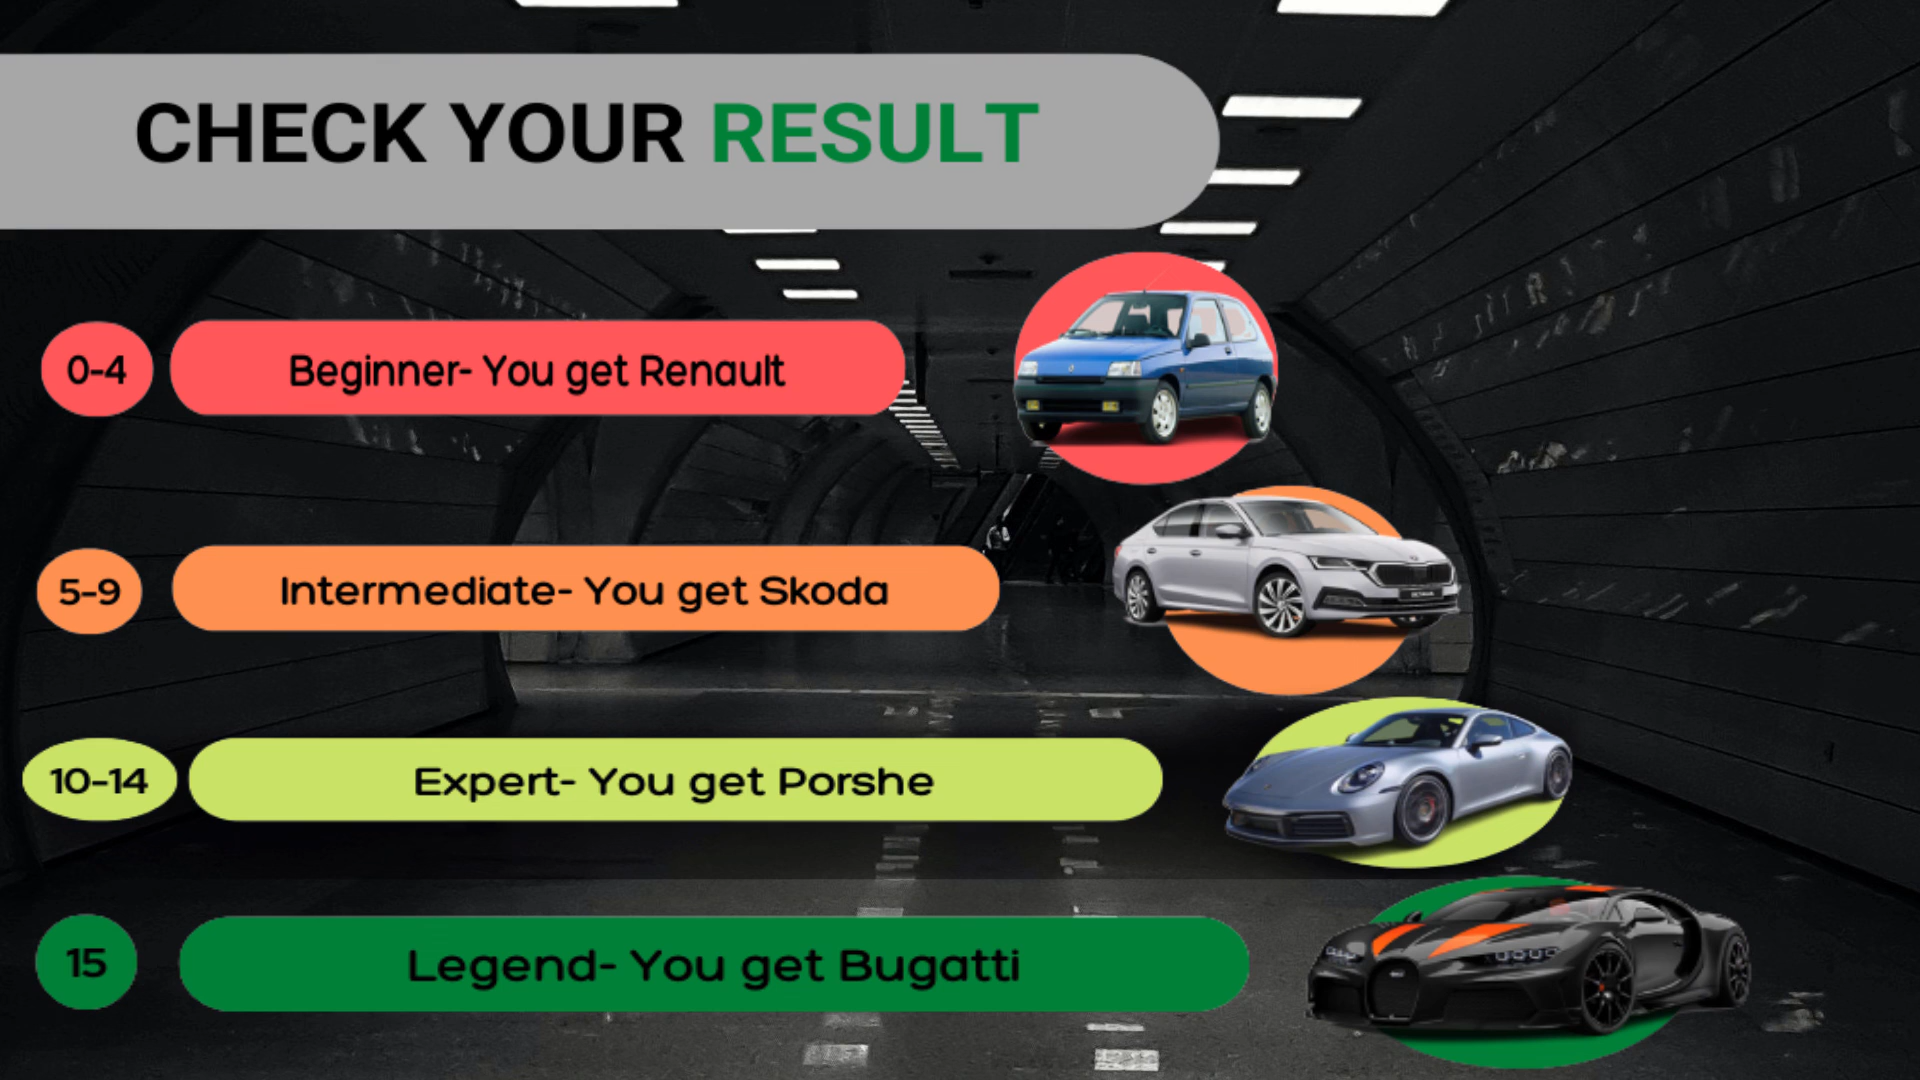 CHECK YOUR RESULT
0-4 Beginner- You get Renault
5-9 Intermediate- You get Skoda
10-14 Expert- You get Porshe
15 Legend- You get Bugatti